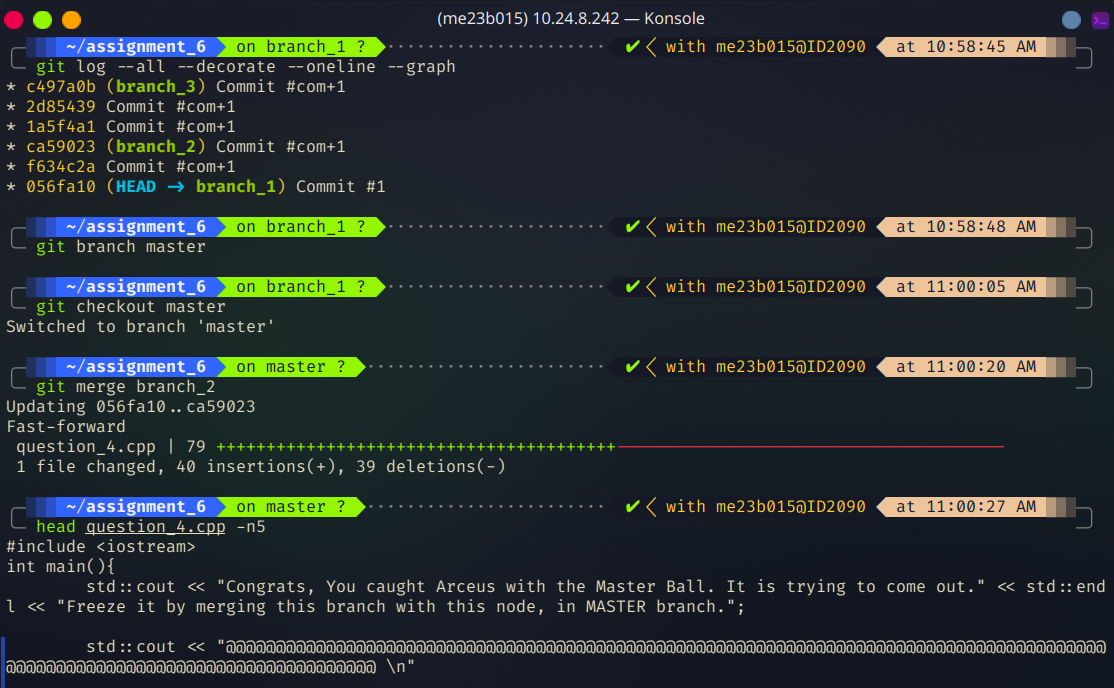 (me23b015) 10.24.8.242 — Konsole
~/assignment_6 on branch_1 ? ✔ with me23b015@ID2090 at 10:58:45 AM
git log --all --decorate --oneline --graph
* c497a0b (branch_3) Commit #com+1
* 2d85439 Commit #com+1
* 1a5f4a1 Commit #com+1
* ca59023 (branch_2) Commit #com+1
* f634c2a Commit #com+1
* 056fa10 (HEAD -> branch_1) Commit #1
~/assignment_6 on branch_1 ? ✔ with me23b015@ID2090 at 10:58:48 AM
git branch master
~/assignment_6 on branch_1 ? ✔ with me23b015@ID2090 at 11:00:05 AM
git checkout master
Switched to branch 'master'
~/assignment_6 on master ? ✔ with me23b015@ID2090 at 11:00:20 AM
git merge branch_2
Updating 056fa10..ca59023
Fast-forward
question_4.cpp | 79 ++++++++++++++++++++++++++++++++++++++++---------------------------------------
1 file changed, 40 insertions(+), 39 deletions(-)
~/assignment_6 on master ? ✔ with me23b015@ID2090 at 11:00:27 AM
head question_4.cpp -n5
#include <iostream>
int main(){
std::cout << "Congrats, You caught Arceus with the Master Ball. It is trying to come out." << std::end
l << "Freeze it by merging this branch with this node, in MASTER branch.";
std::cout << "@@@@@@@@@@@@@@@@@@@@@@@@@@@@@@@@@@@@@@@@@@@@@@@@@@@@@@@@@@@@@@@@@@@@@@@@@@@@@@@@@@@@@@@@
@@@@@@@@@@@@@@@@@@@@@@@@@@@@@@@@@@@@@ \n"